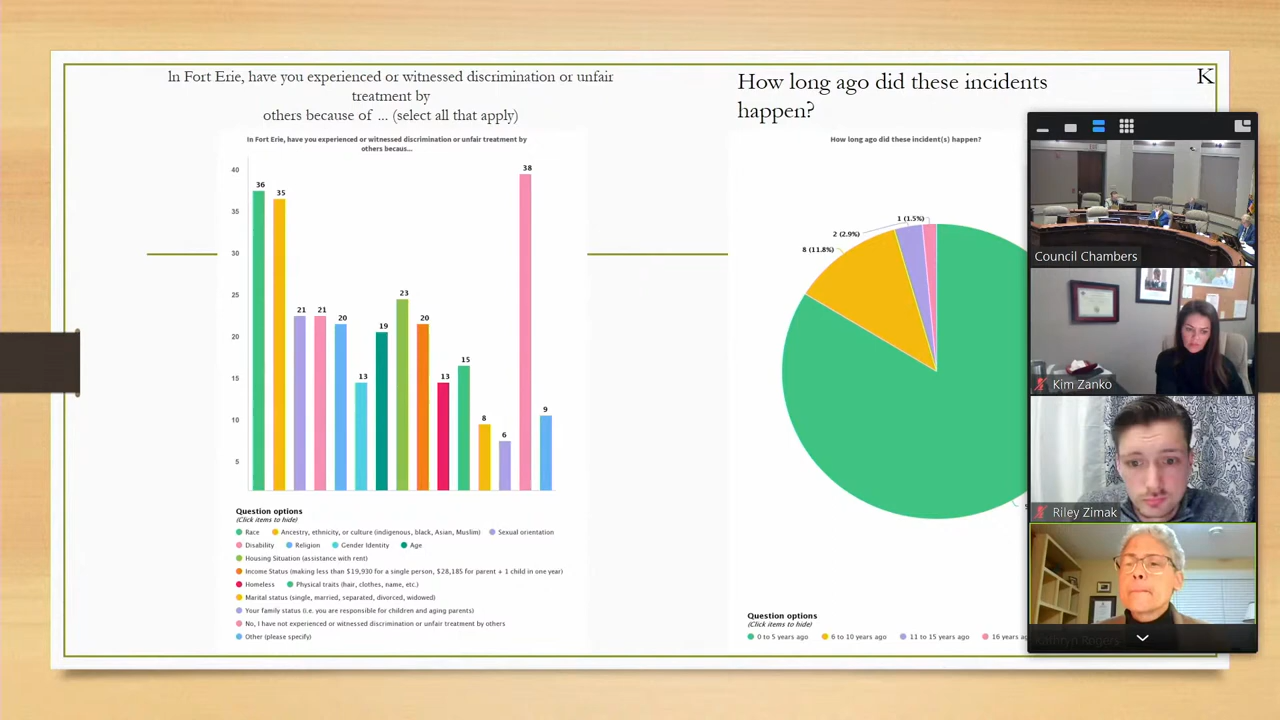 In Fort Erie, have you experienced or witnessed discrimination or unfair
treatment by
others because of ... (select all that apply)
In Fort Erie, have you experienced or witnessed discrimination or unfair treatment by
others becaus...
40
35
30
25
20
15
10
5
36
35
21
21
20
13
19
23
20
13
15
8
6
38
9
Question options
(Click items to hide)
Race Ancestry, ethnicity, or culture (indigenous, black, Asian, Muslim) Sexual orientation
Disability Religion Gender Identity Age
Housing Situation (assistance with rent)
Income Status (making less than $19,930 for a single person, $28,185 for parent + 1 child in one year)
Homeless Physical traits (hair, clothes, name, etc.)
Marital status (single, married, separated, divorced, widowed)
Your family status (i.e. you are responsible for children and aging parents)
No, I have not experienced or witnessed discrimination or unfair treatment by others
Other (please specify)
How long ago did these incidents
happen?
How long ago did these incident(s) happen?
1 (1.5%)
2 (2.9%)
8 (11.8%)
Question options
(Click items to hide)
0 to 5 years ago 6 to 10 years ago 11 to 15 years ago 16 years
K
Council Chambers
Kim Zanko
Riley Zimak
Kathryn Rogers